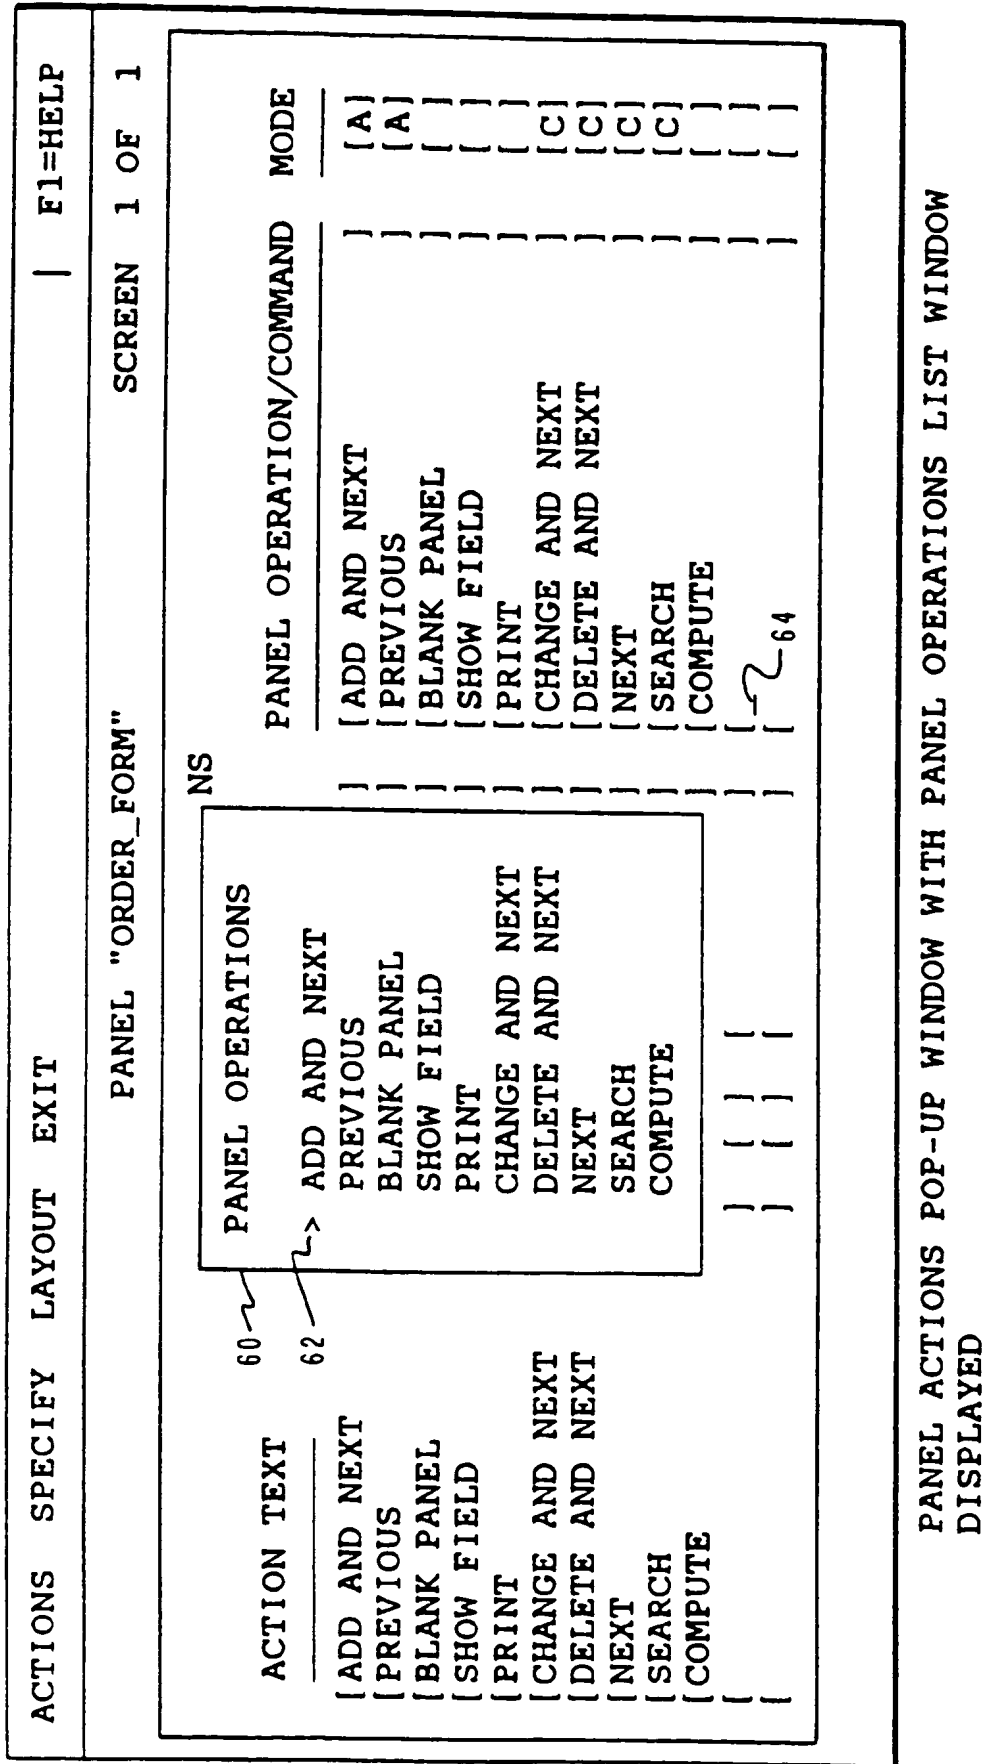 ACTIONS SPECIFY LAYOUT EXIT | F1=HELP
PANEL "ORDER_FORM" SCREEN 1 OF 1
NS
60 PANEL OPERATIONS
ACTION TEXT PANEL OPERATION/COMMAND MODE
62
[ADD AND NEXT > ADD AND NEXT ] [ADD AND NEXT ] [A]
[PREVIOUS PREVIOUS ] [PREVIOUS ] [A]
[BLANK PANEL BLANK PANEL ] [BLANK PANEL ] [ ]
[SHOW FIELD SHOW FIELD ] [SHOW FIELD ] [ ]
[PRINT PRINT ] [PRINT ] [ ]
[CHANGE AND NEXT CHANGE AND NEXT ] [CHANGE AND NEXT ] [C]
[DELETE AND NEXT DELETE AND NEXT ] [DELETE AND NEXT ] [C]
[NEXT NEXT ] [NEXT ] [C]
[SEARCH SEARCH ] [SEARCH ] [C]
[COMPUTE COMPUTE ] [COMPUTE ] [ ]
[ ] [ ] [ ] [ ] [ ]
[ ] [ ] [ ] [ ] [ ]
64
PANEL ACTIONS POP-UP WINDOW WITH PANEL OPERATIONS LIST WINDOW
DISPLAYED